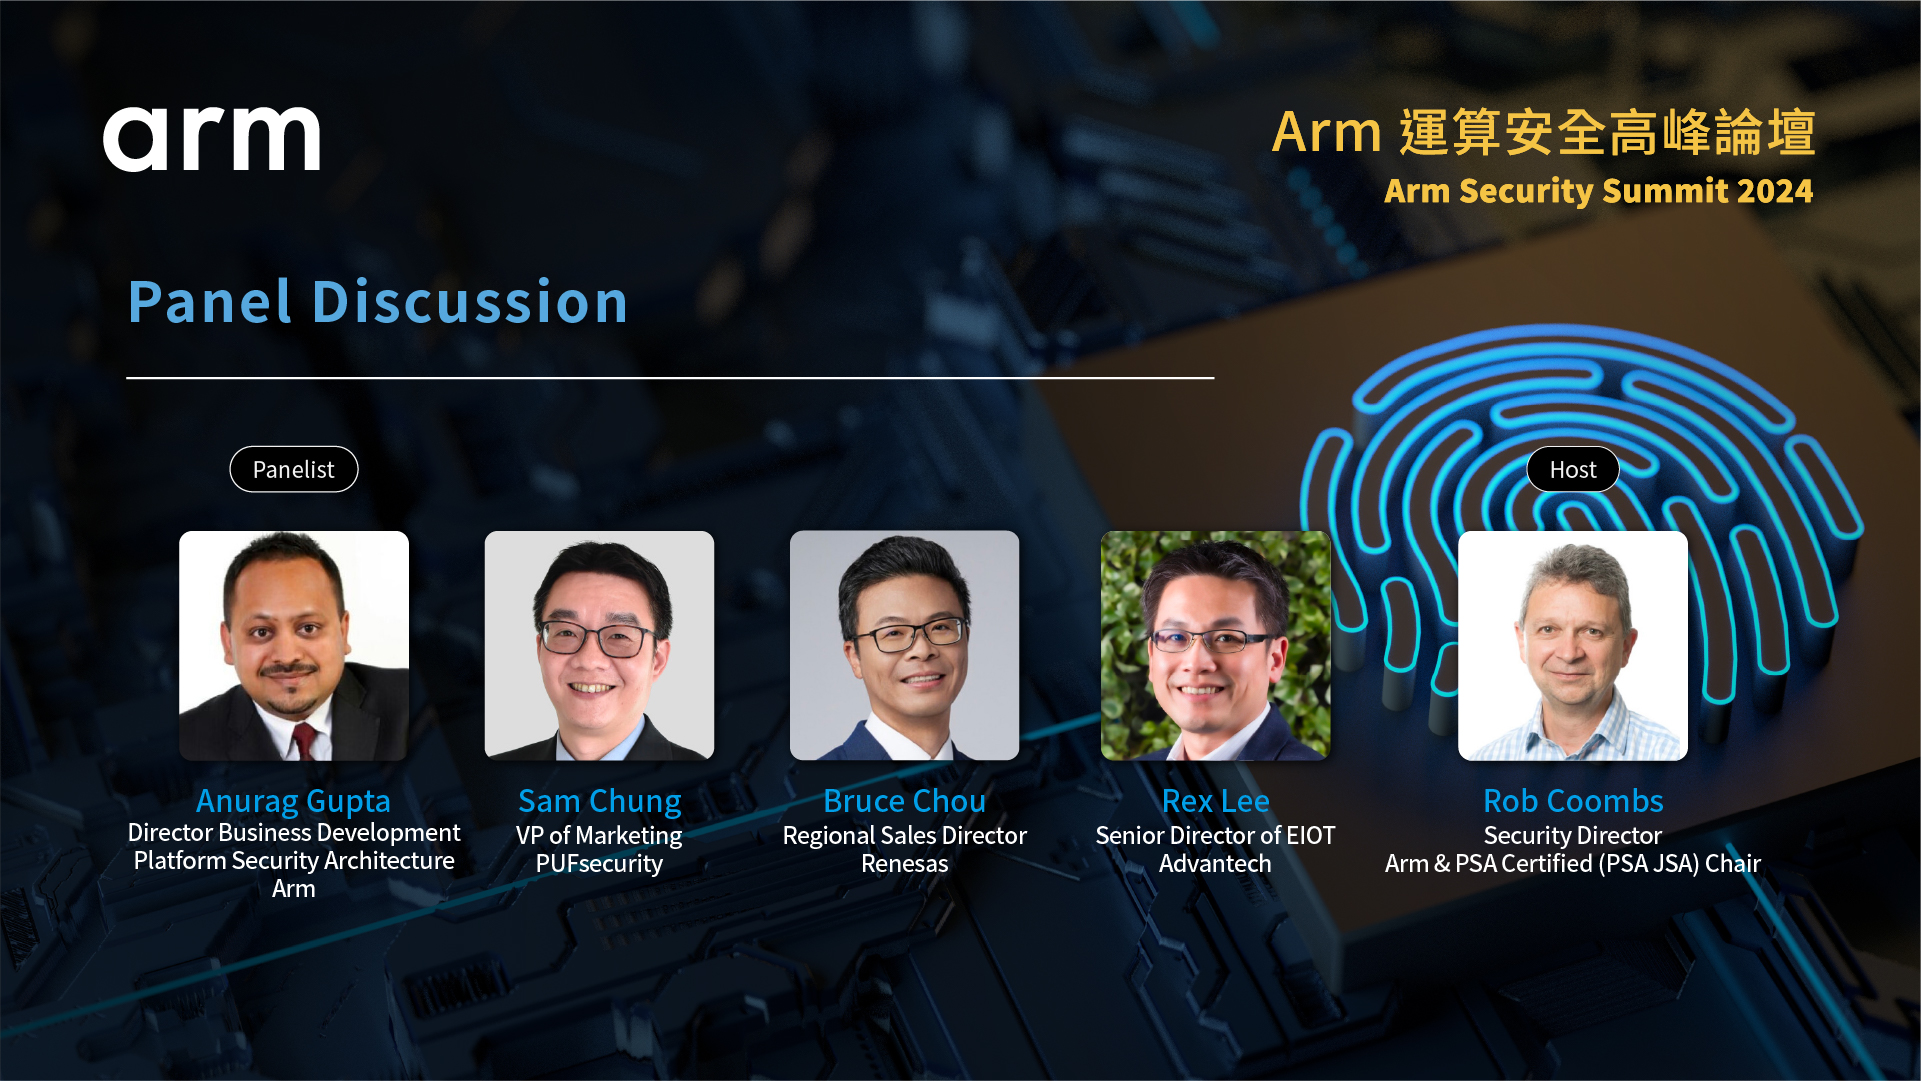 arm
Arm 運算安全高峰論壇
Arm Security Summit 2024
Panel Discussion
Panelist
Host
Anurag Gupta
Director Business Development
Platform Security Architecture
Arm
Sam Chung
VP of Marketing
PUFsecurity
Bruce Chou
Regional Sales Director
Renesas
Rex Lee
Senior Director of EIOT
Advantech
Rob Coombs
Security Director
Arm & PSA Certified (PSA JSA) Chair